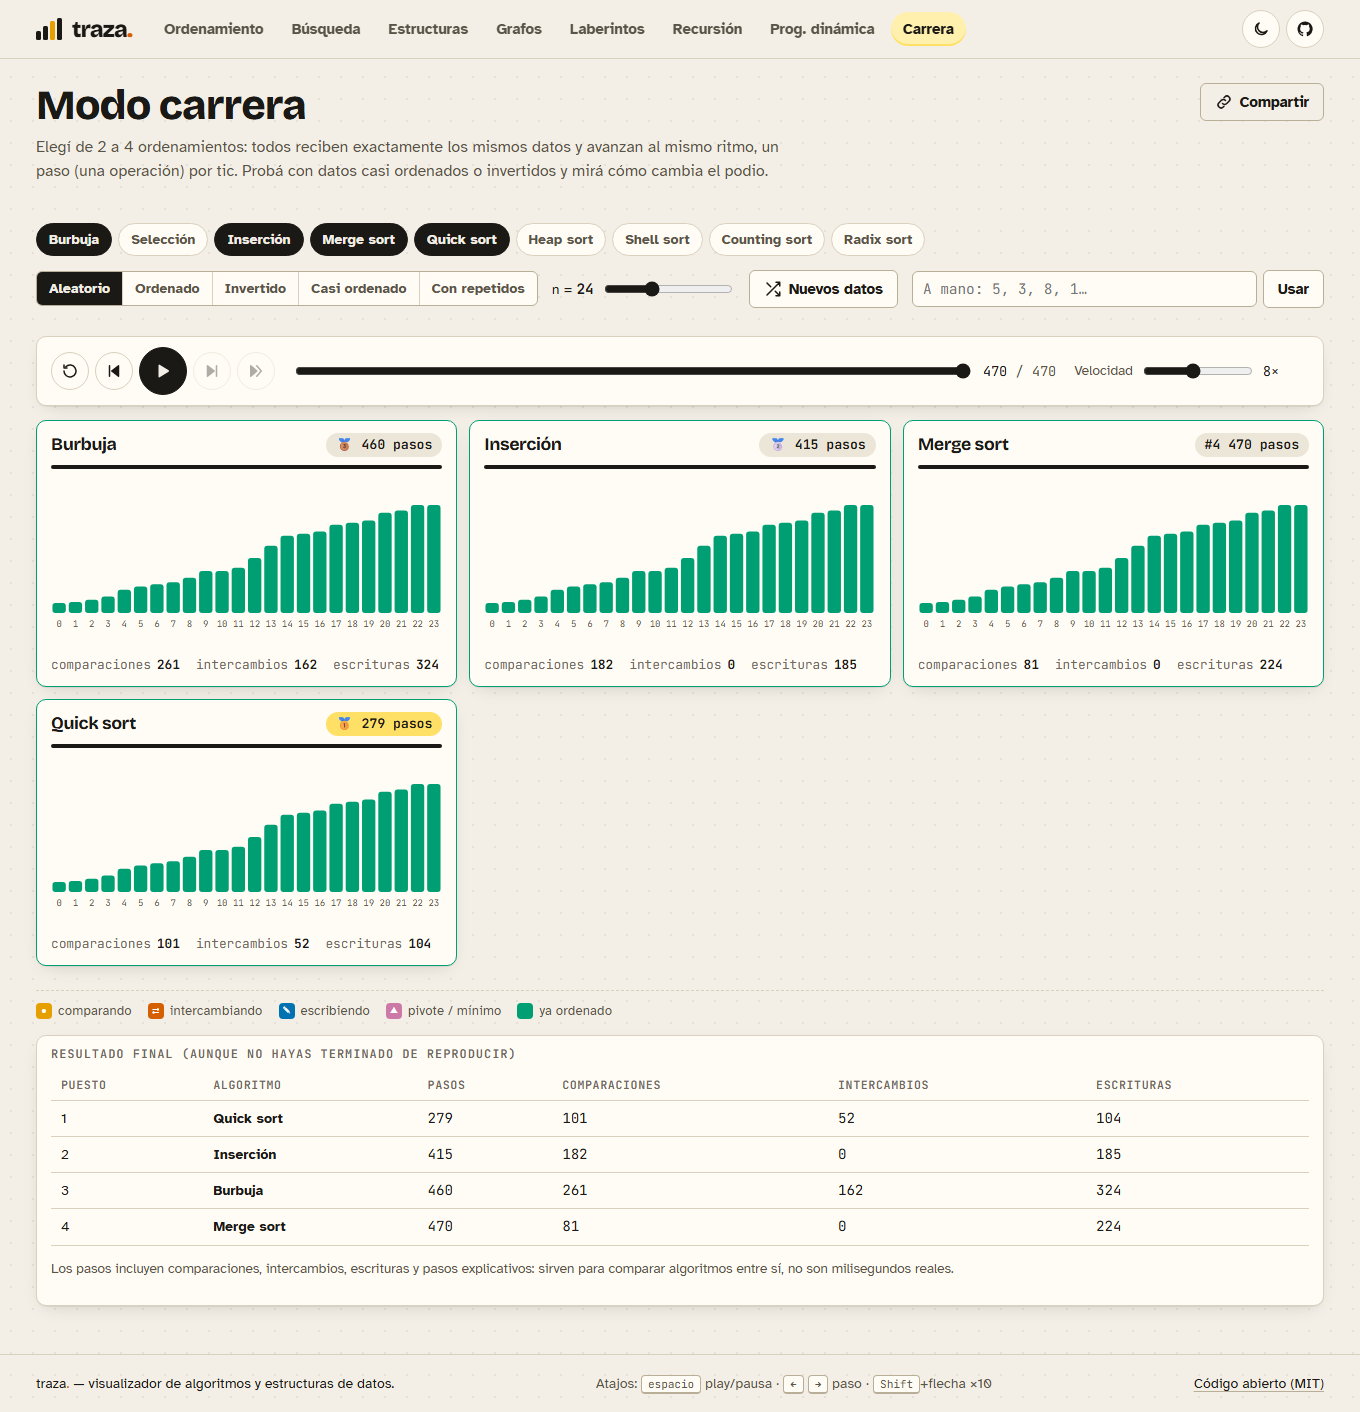 traza.
Ordenamiento Búsqueda Estructuras Grafos Laberintos Recursión Prog. dinámica Carrera
Modo carrera
Compartir
Elegí de 2 a 4 ordenamientos: todos reciben exactamente los mismos datos y avanzan al mismo ritmo, un
paso (una operación) por tic. Probá con datos casi ordenados o invertidos y mirá cómo cambia el podio.
Burbuja Selección Inserción Merge sort Quick sort Heap sort Shell sort Counting sort Radix sort
Aleatorio Ordenado Invertido Casi ordenado Con repetidos n = 24 Nuevos datos A mano: 5, 3, 8, 1… Usar
470 / 470 Velocidad 8×
Burbuja 460 pasos
0 1 2 3 4 5 6 7 8 9 10 11 12 13 14 15 16 17 18 19 20 21 22 23
comparaciones 261 intercambios 162 escrituras 324
Inserción 415 pasos
0 1 2 3 4 5 6 7 8 9 10 11 12 13 14 15 16 17 18 19 20 21 22 23
comparaciones 182 intercambios 0 escrituras 185
Merge sort #4 470 pasos
0 1 2 3 4 5 6 7 8 9 10 11 12 13 14 15 16 17 18 19 20 21 22 23
comparaciones 81 intercambios 0 escrituras 224
Quick sort 279 pasos
0 1 2 3 4 5 6 7 8 9 10 11 12 13 14 15 16 17 18 19 20 21 22 23
comparaciones 101 intercambios 52 escrituras 104
comparando intercambiando escribiendo pivote / mínimo ya ordenado
RESULTADO FINAL (AUNQUE NO HAYAS TERMINADO DE REPRODUCIR)
PUESTO ALGORITMO PASOS COMPARACIONES INTERCAMBIOS ESCRITURAS
1 Quick sort 279 101 52 104
2 Inserción 415 182 0 185
3 Burbuja 460 261 162 324
4 Merge sort 470 81 0 224
Los pasos incluyen comparaciones, intercambios, escrituras y pasos explicativos: sirven para comparar algoritmos entre sí, no son milisegundos reales.
traza. — visualizador de algoritmos y estructuras de datos.
Atajos: espacio play/pausa · ← → paso · Shift+flecha ×10
Código abierto (MIT)